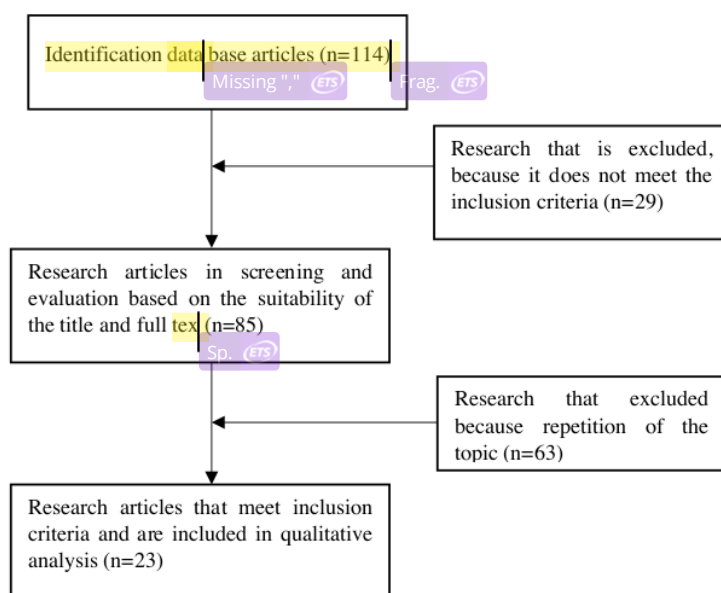 Identification data base articles (n=114)
Missing "," ETS
Frag. ETS
Research that is excluded,
because it does not meet the
inclusion criteria (n=29)
Research articles in screening and
evaluation based on the suitability of
the title and full tex (n=85)
Sp. ETS
Research that excluded
because repetition of the
topic (n=63)
Research articles that meet inclusion
criteria and are included in qualitative
analysis (n=23)